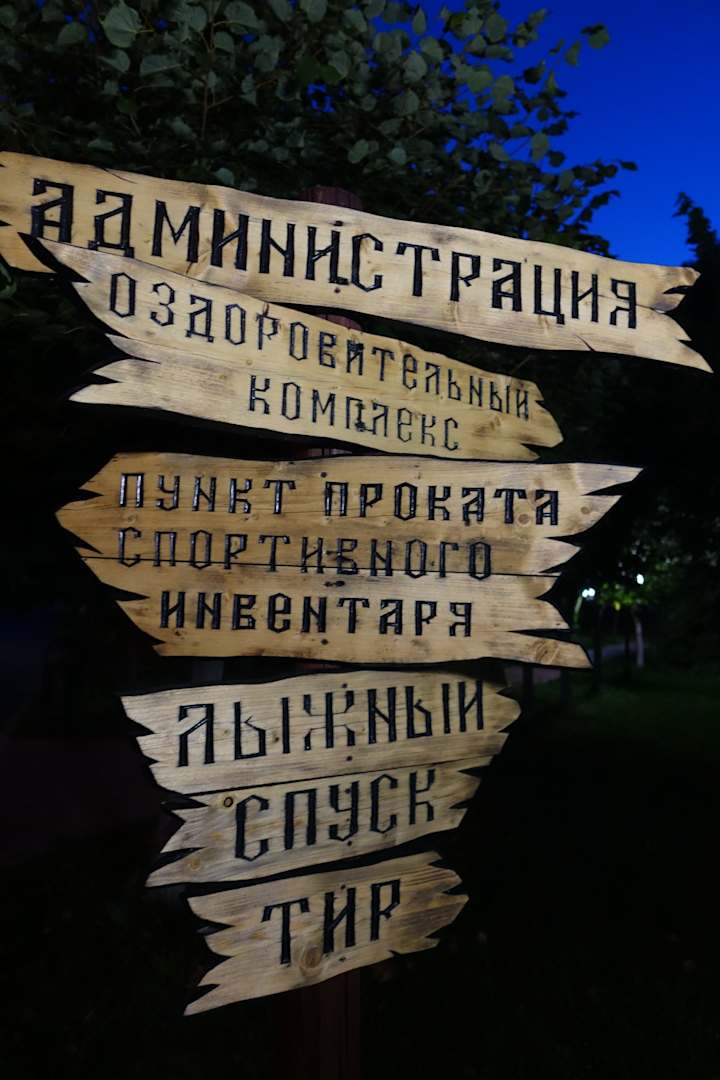 АДМИНИСТРАЦИЯ
ОЗДОРОВИТЕЛЬНЫЙ
КОМПЛЕКС
ПУНКТ ПРОКАТА
СПОРТИВНОГО
ИНВЕНТАРЯ
ЛЫЖНЫЙ
СПУСК
ТИР